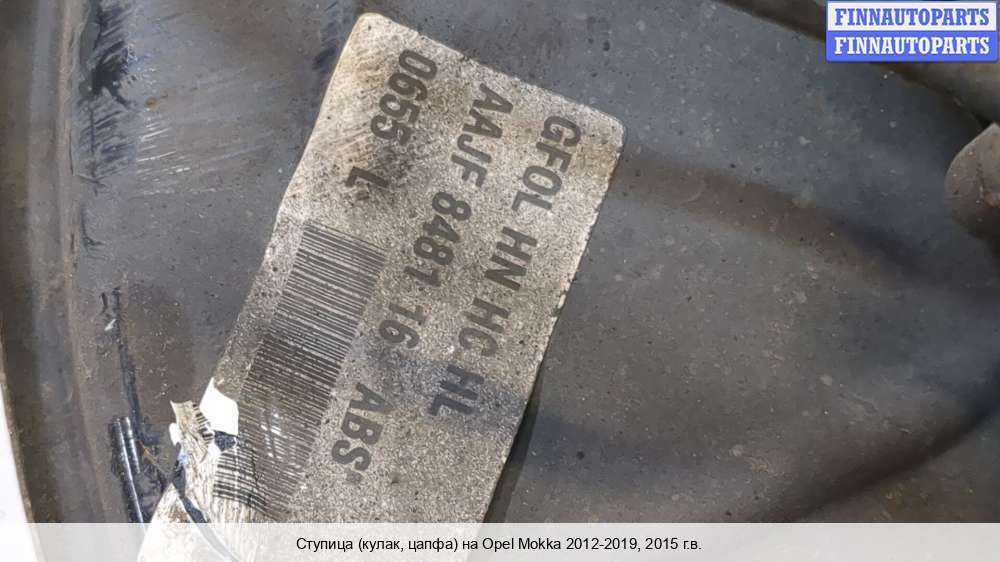 FINNAUTOPARTS
FINNAUTOPARTS
GFOL HN HC HL
AAJF 8481 16 ABS"
0655 L
Ступица (кулак, цапфа) на Opel Mokka 2012-2019, 2015 г.в.